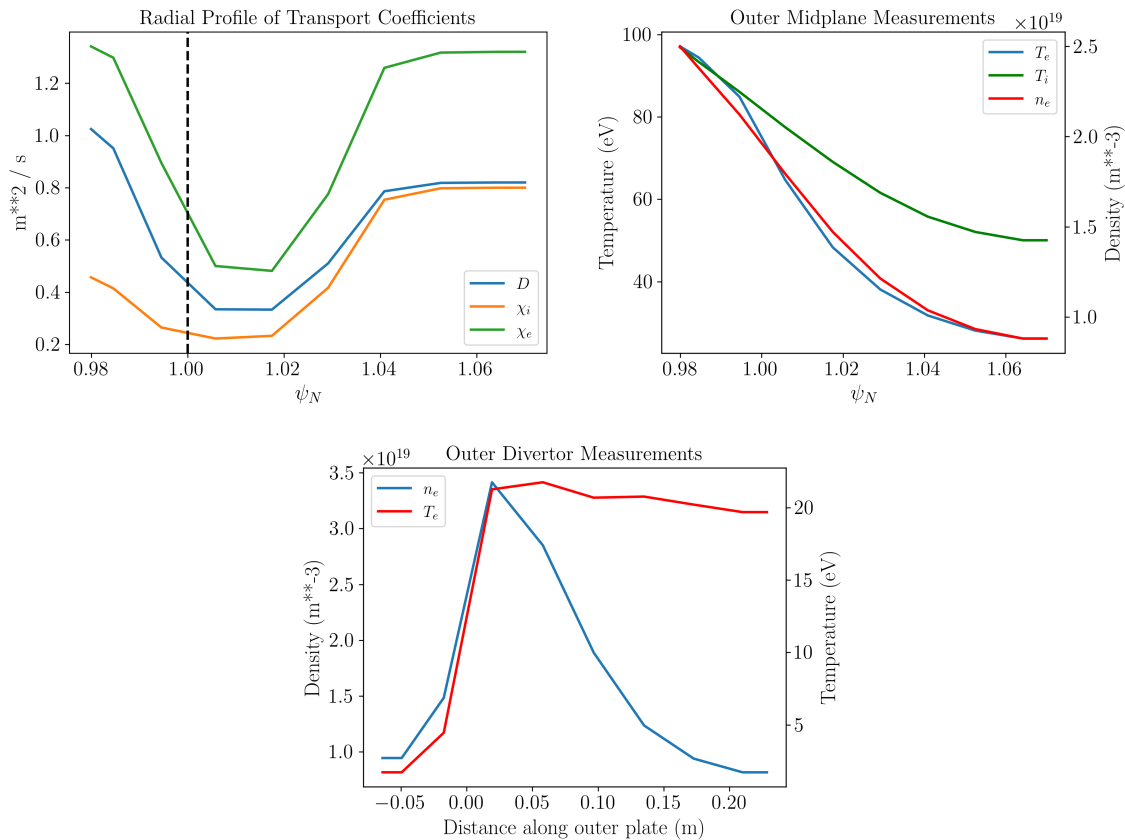 Radial Profile of Transport Coefficients
m**2 / s
1.2
1.0
0.8
0.6
0.4
0.2
D
χᵢ
χₑ
0.98 1.00 1.02 1.04 1.06
ψ_N
Outer Midplane Measurements ×10¹⁹
Temperature (eV)
100
80
60
40
Tₑ
Tᵢ
nₑ
2.5
2.0
1.5
1.0
Density (m**-3)
0.98 1.00 1.02 1.04 1.06
ψ_N
×10¹⁹ Outer Divertor Measurements
Density (m**-3)
3.5
3.0
2.5
2.0
1.5
1.0
nₑ
Tₑ
20
15
10
5
Temperature (eV)
−0.05 0.00 0.05 0.10 0.15 0.20
Distance along outer plate (m)